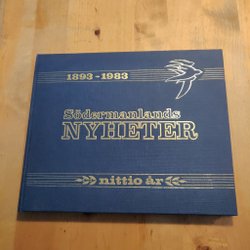 1893-1983
Södermanlands
NYHETER
nittio år